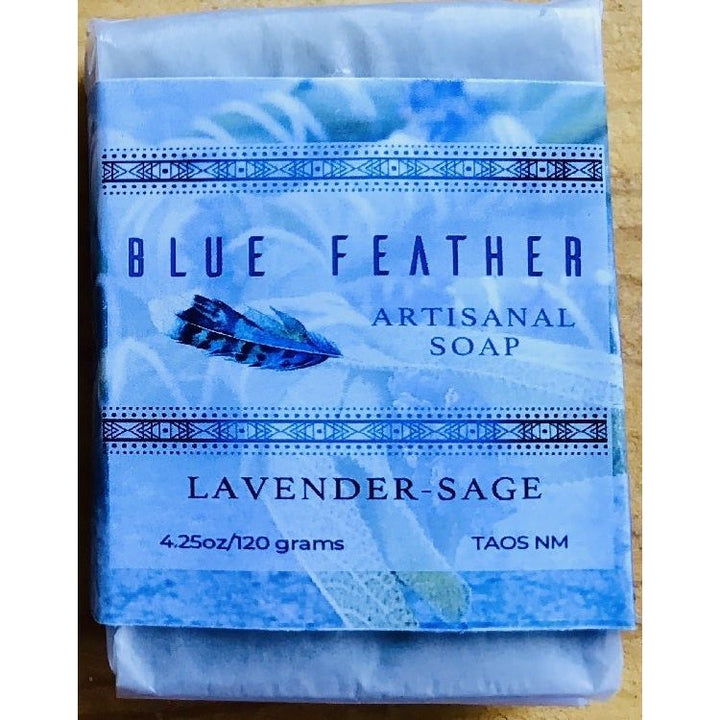 BLUE FEATHER
ARTISANAL
SOAP
LAVENDER-SAGE
4.25oz/120 grams TAOS NM